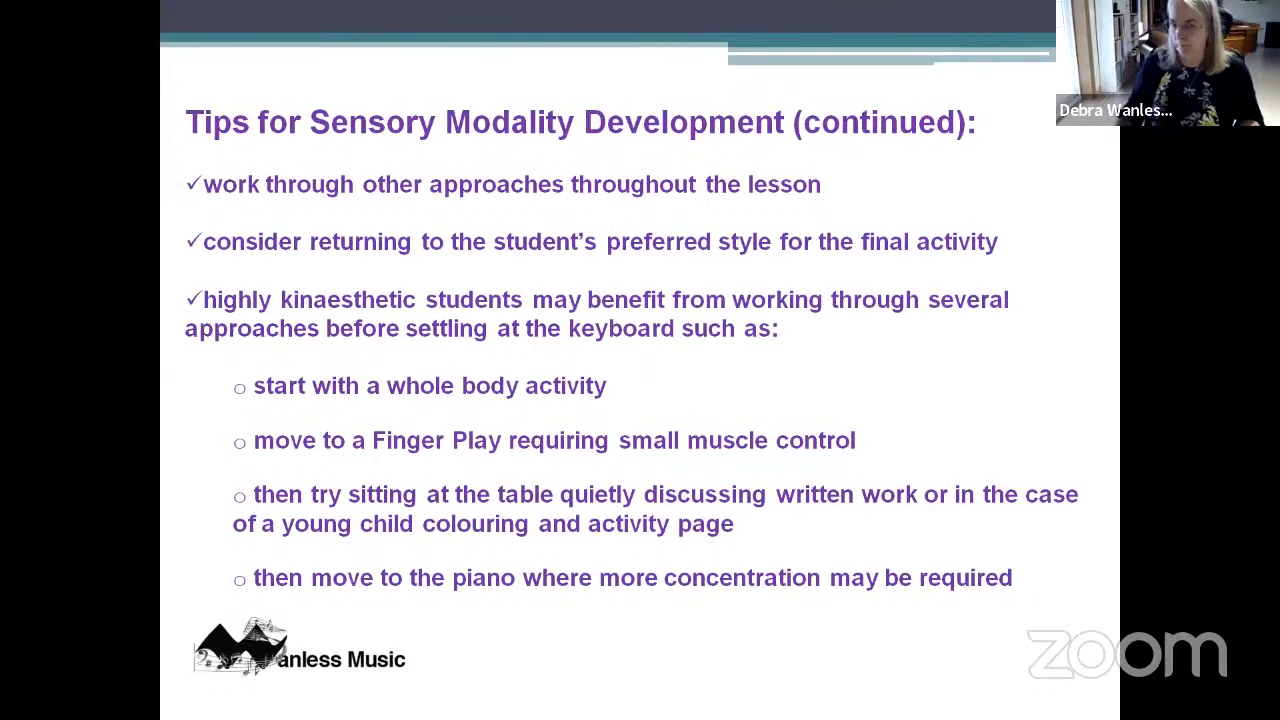 Debra Wanles...
Tips for Sensory Modality Development (continued):
✓work through other approaches throughout the lesson
✓consider returning to the student’s preferred style for the final activity
✓highly kinaesthetic students may benefit from working through several
approaches before settling at the keyboard such as:
o start with a whole body activity
o move to a Finger Play requiring small muscle control
o then try sitting at the table quietly discussing written work or in the case
of a young child colouring and activity page
o then move to the piano where more concentration may be required
anless Music
zoom